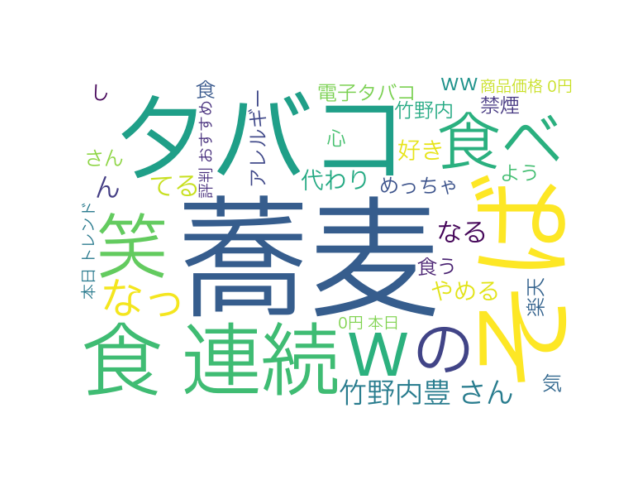 し
食
電子タバコ
ww
商品価格 0円
タバコ
評判 おすすめ
アレルギー
竹野内
禁煙
さん
心
好き
食べ
ん
てる
代わり
めっちゃ
よう
本日 トレンド
笑
蕎麦
なる
そば
なっ
食う
やめる
楽天
0円 本日
食 連続
w
の
竹野内豊 さん
気